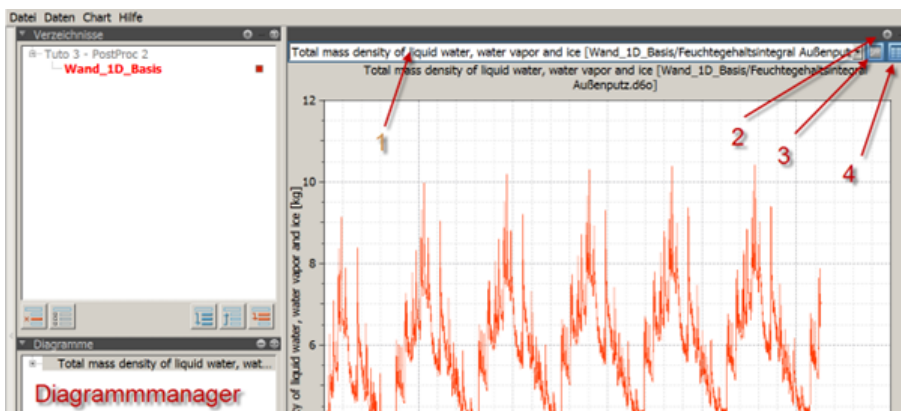 Datei Daten Chart Hilfe
Verzeichnisse
Tuto 3 - PostProc 2
Wand_1D_Basis
Total mass density of liquid water, water vapor and ice [Wand_1D_Basis/Feuchtegehaltsintegral Außenput
Total mass density of liquid water, water vapor and ice [Wand_1D_Basis/Feuchtegehaltsintegral
Außenputz.d6o]
1
2
3
4
12
10
8
6
y of liquid water, water vapor and ice [kg]
Diagramme
Total mass density of liquid water, wat...
Diagrammmanager